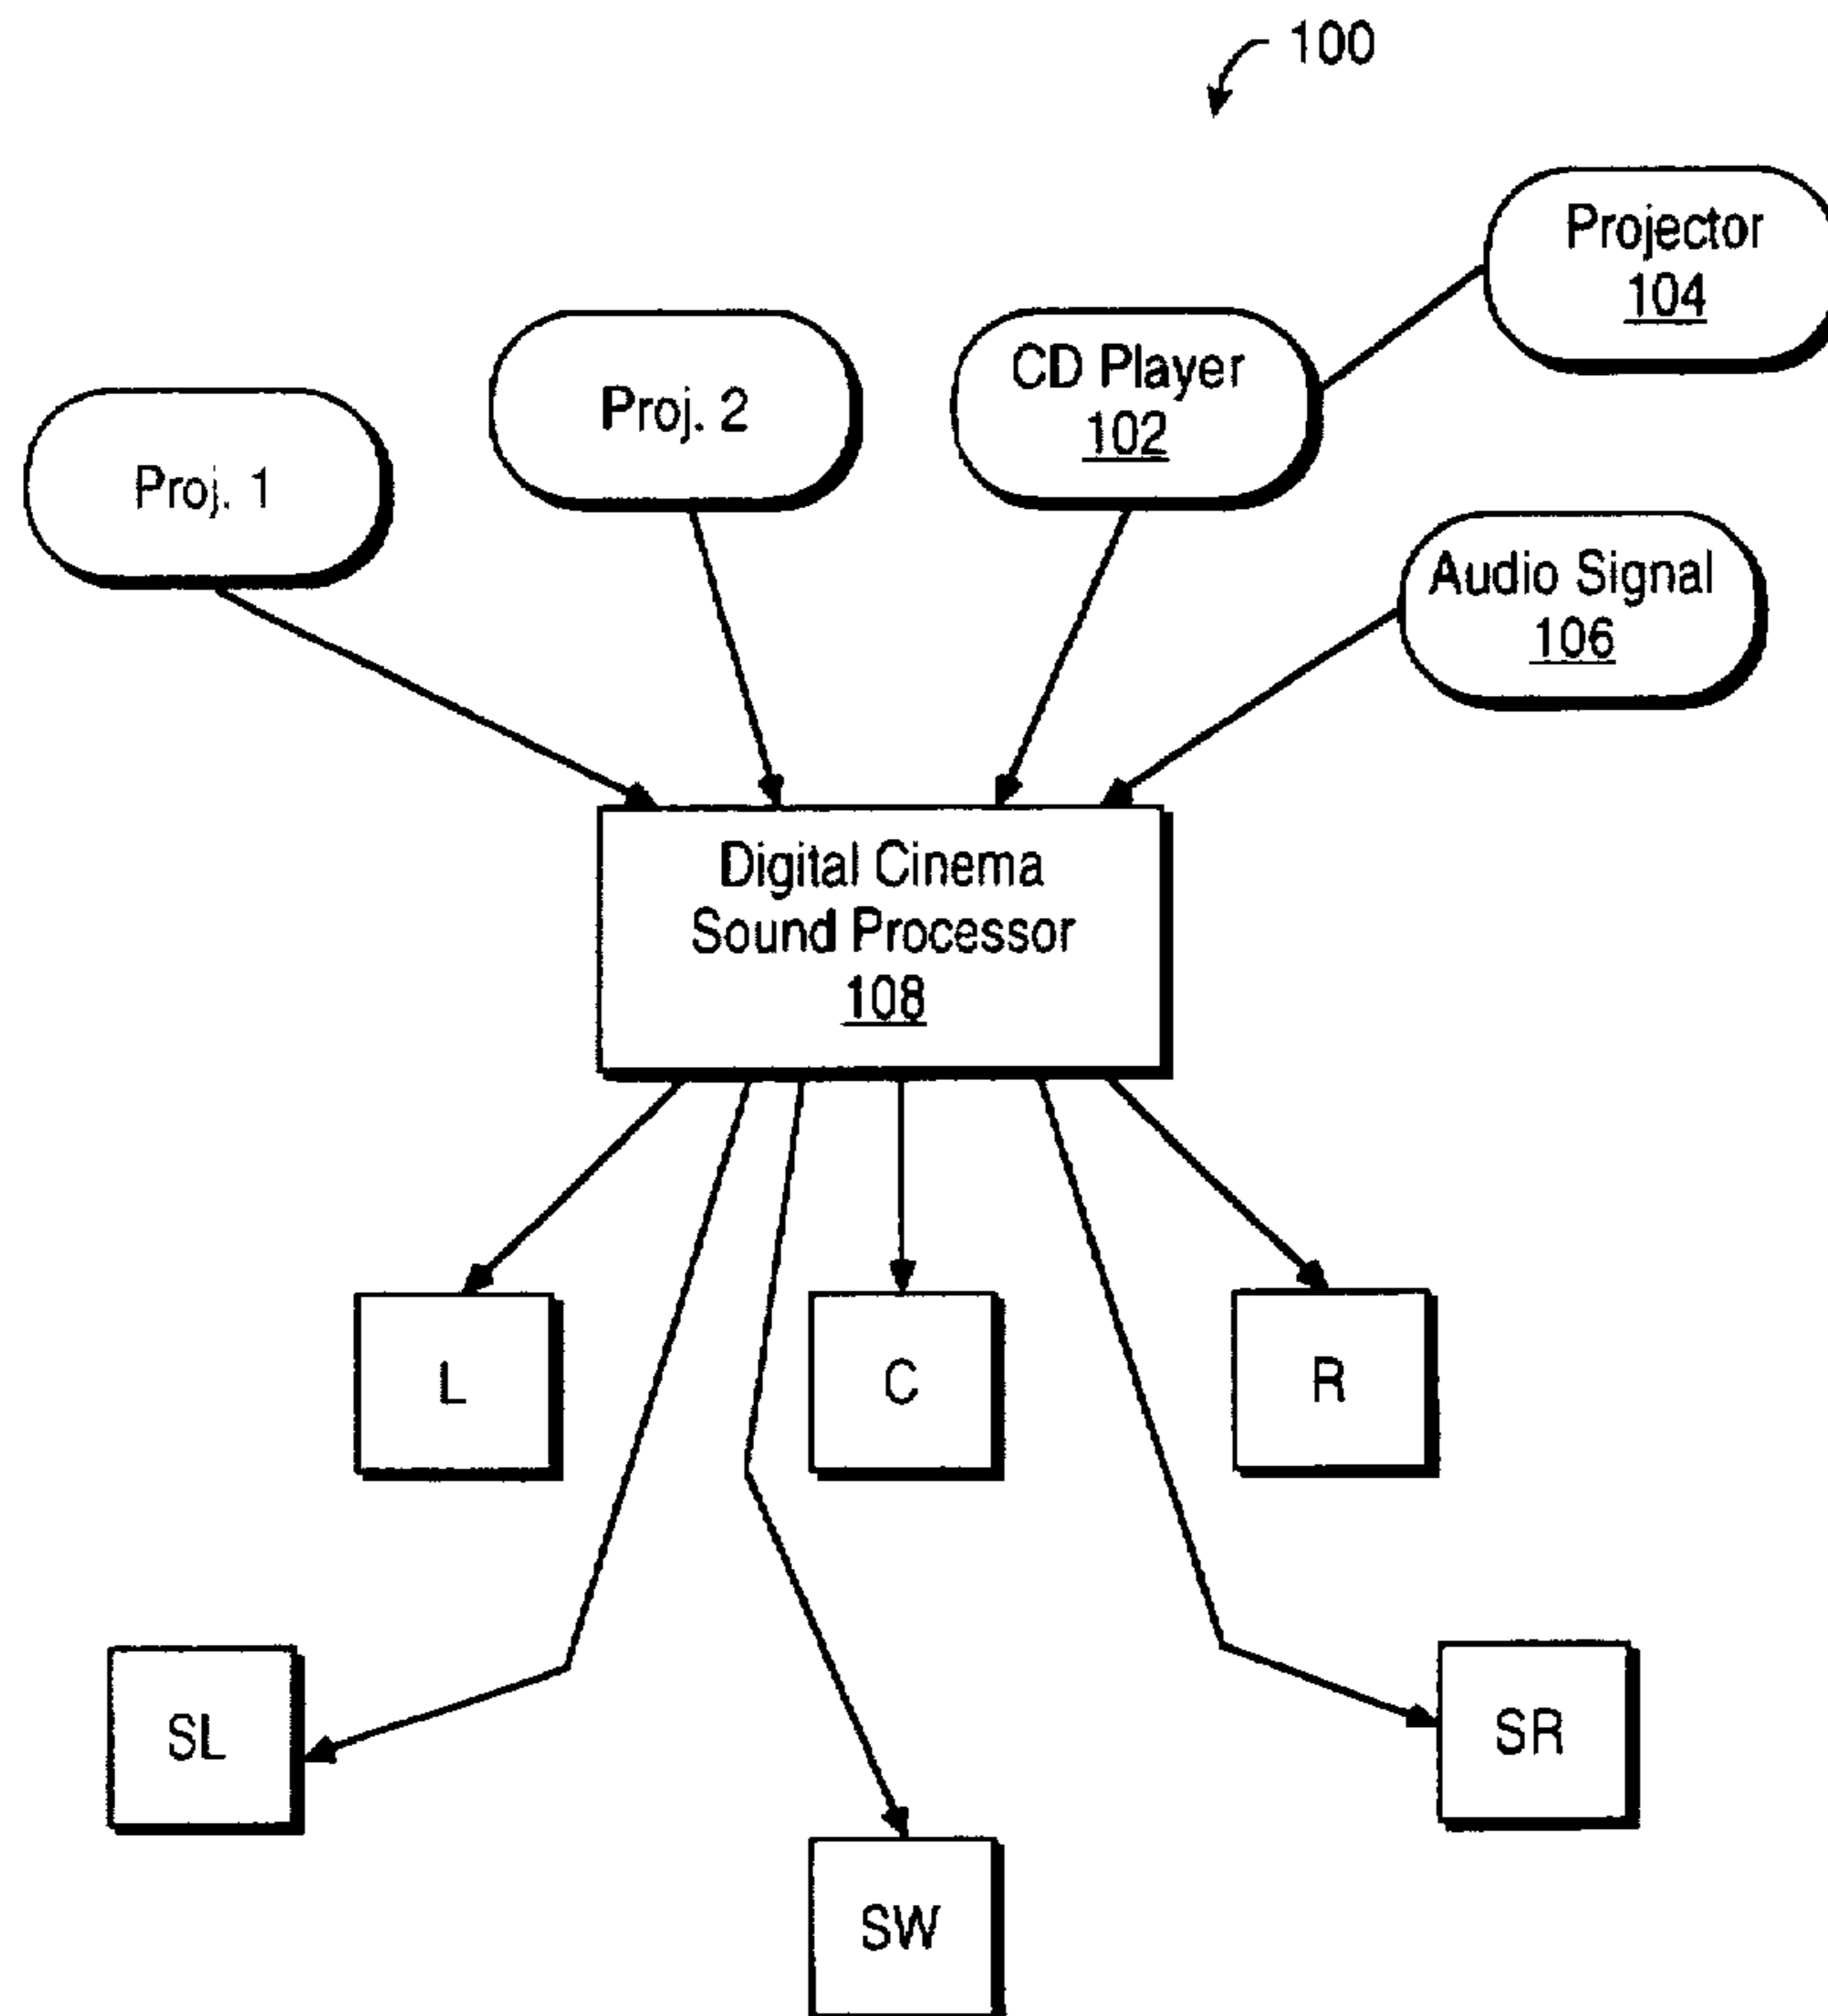 100
Projector
104
CD Player
102
Proj. 2
Proj. 1
Audio Signal
106
Digital Cinema
Sound Processor
108
L
C
R
SL
SR
SW